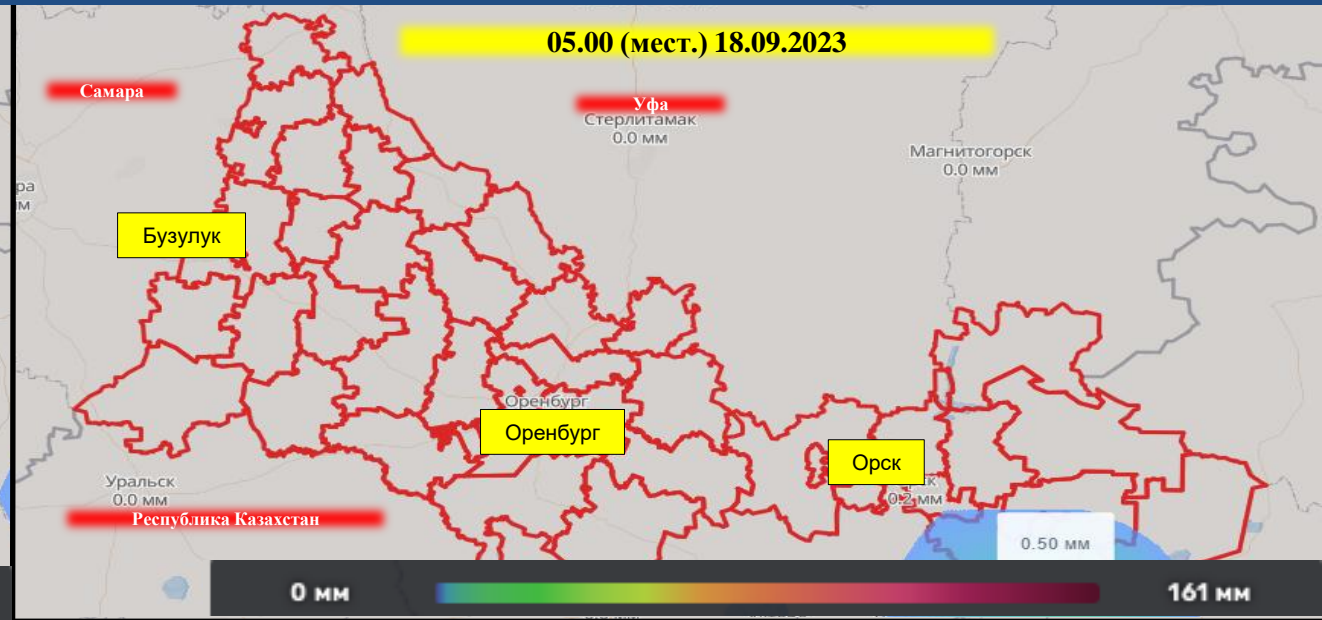 05.00 (мест.) 18.09.2023
Самара
Уфа
Стерлитамак
0.0 мм
Магнитогорск
0.0 мм
Бузулук
Оренбург
Оренбург
Орск
0.2 мм
Уральск
0.0 мм
Республика Казахстан
0.50 мм
0 мм
161 мм